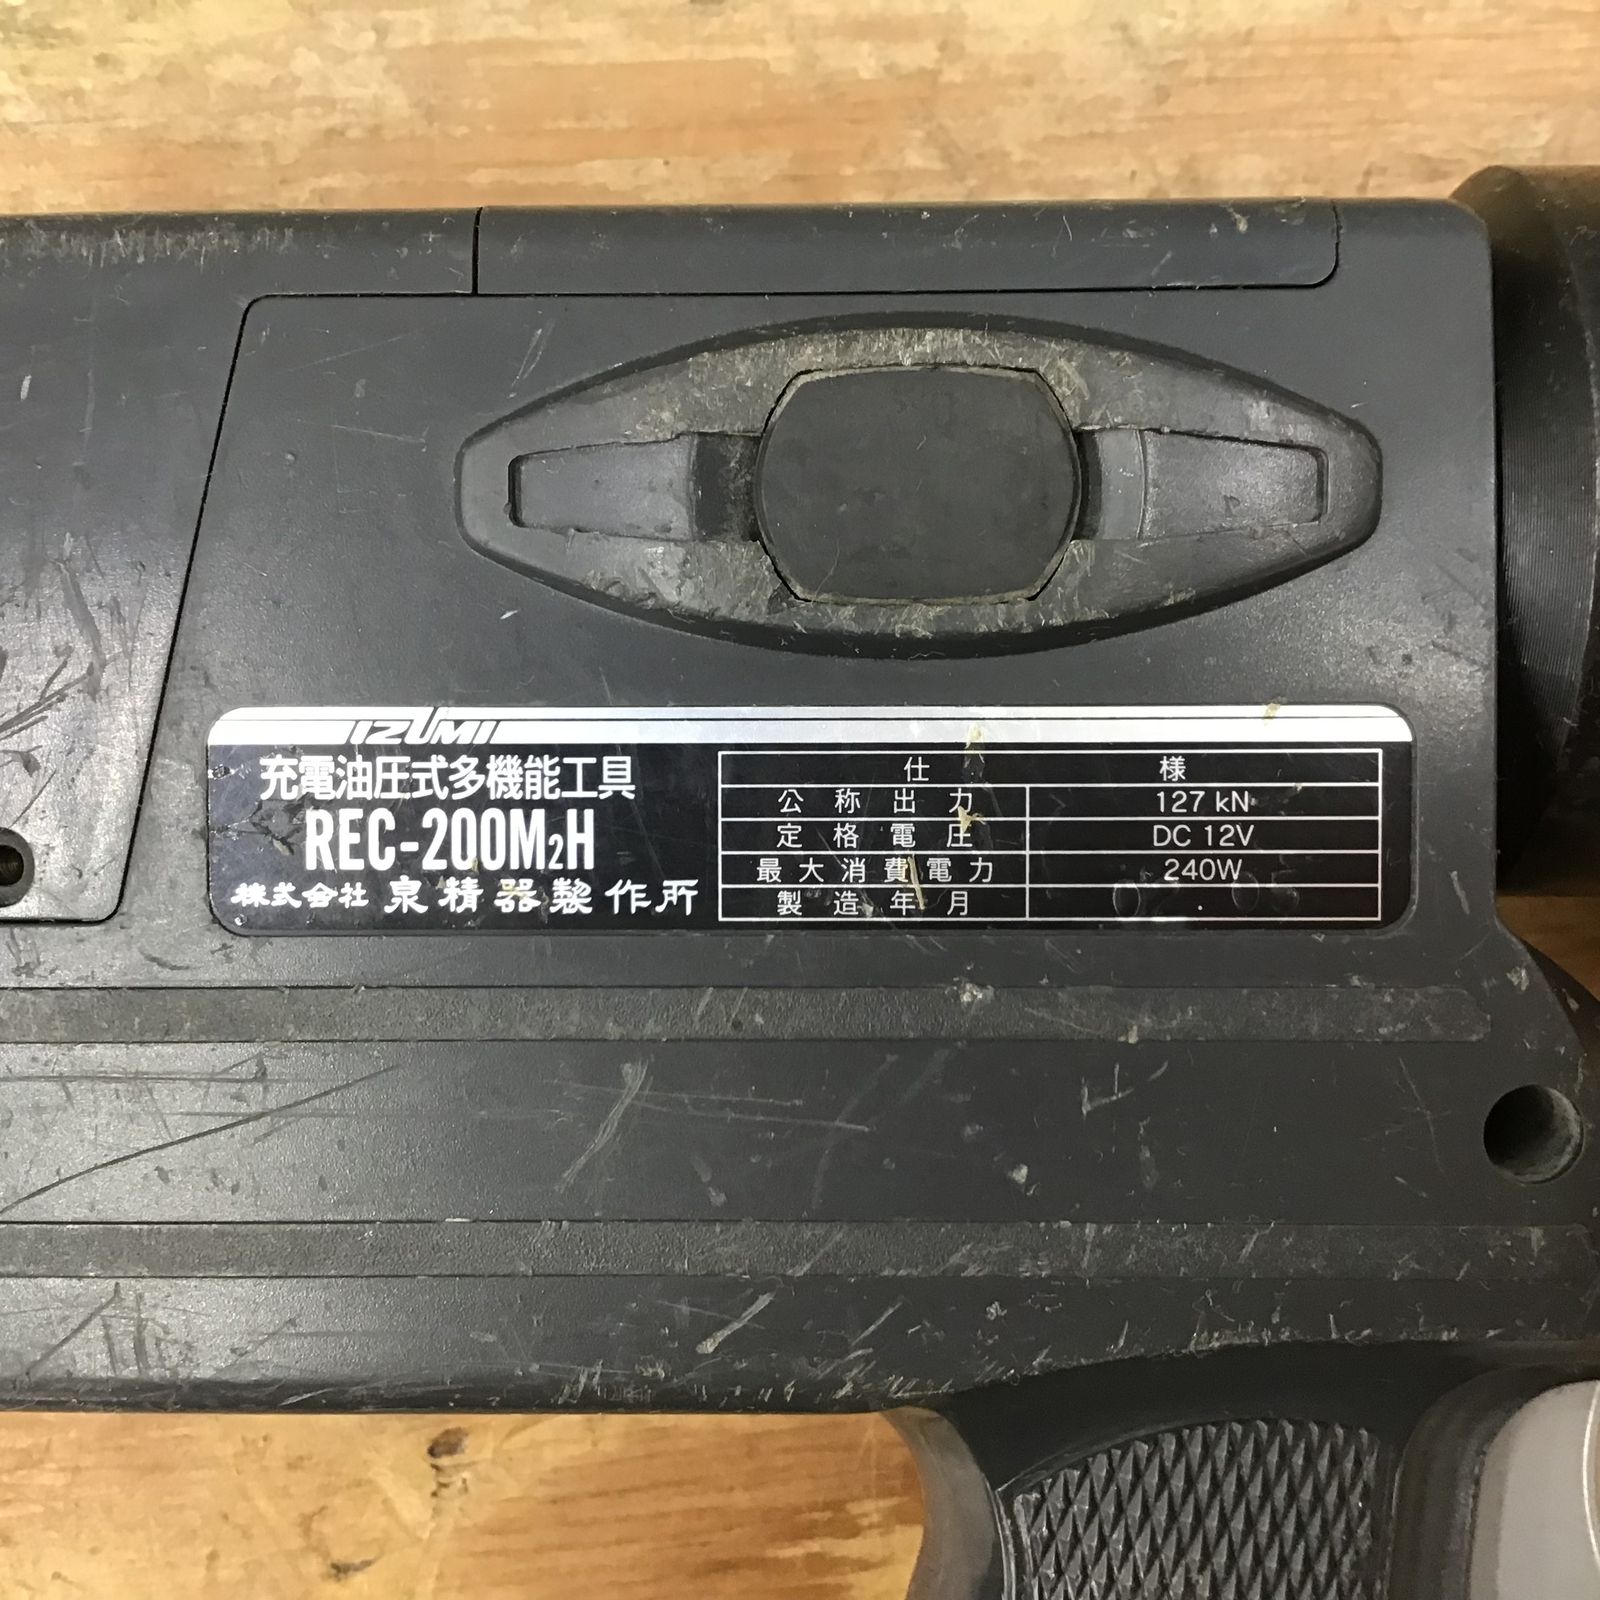 IZUMI
充電油圧式多機能工具
REC-200M2H
株式会社 泉精器製作所
仕 様
公称出力 127 kN
定格電圧 DC 12V
最大消費電力 240W
製造年月 02.05